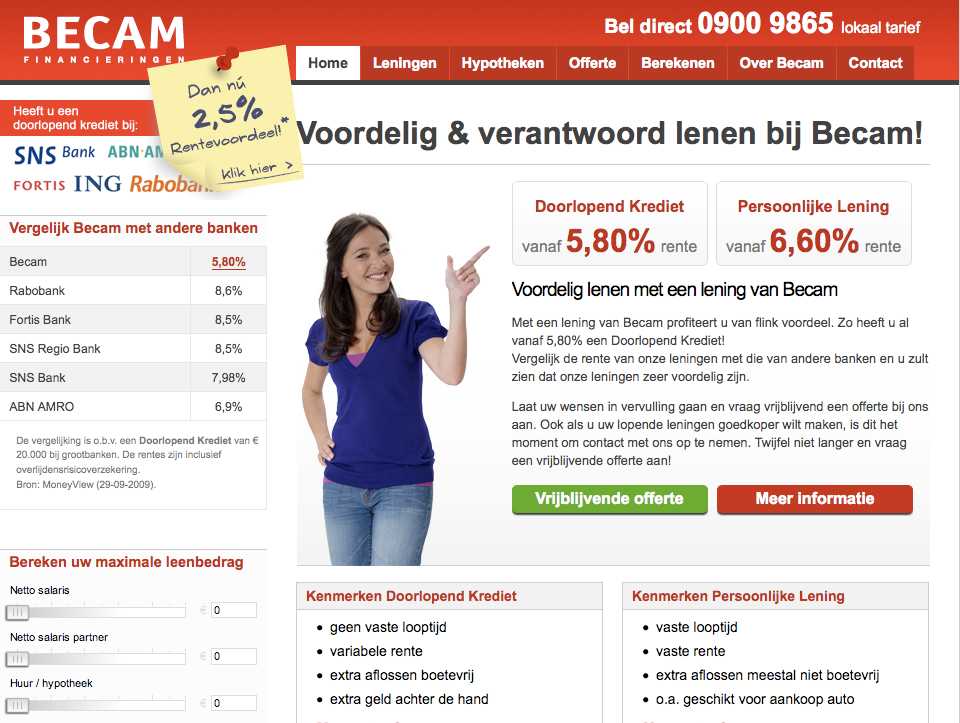 BECAM
FINANCIERINGEN
Bel direct 0900 9865 lokaal tarief
Home Leningen Hypotheken Offerte Berekenen Over Becam Contact
Dan nú
2,5%
Rentevoordeel!*
Klik hier >
Heeft u een
doorlopend krediet bij:
SNS Bank ABN·AM
FORTIS ING Rabobank
Vergelijk Becam met andere banken
Becam 5,80%
Rabobank 8,6%
Fortis Bank 8,5%
SNS Regio Bank 8,5%
SNS Bank 7,98%
ABN AMRO 6,9%
De vergelijking is o.b.v. een Doorlopend Krediet van €
20.000 bij grootbanken. De rentes zijn inclusief
overlijdensrisicoverzekering.
Bron: MoneyView (29-09-2009).
Bereken uw maximale leenbedrag
Netto salaris
€ 0
Netto salaris partner
€ 0
Huur / hypotheek
€ 0
Voordelig & verantwoord lenen bij Becam!
Doorlopend Krediet
vanaf 5,80% rente
Persoonlijke Lening
vanaf 6,60% rente
Voordelig lenen met een lening van Becam
Met een lening van Becam profiteert u van flink voordeel. Zo heeft u al
vanaf 5,80% een Doorlopend Krediet!
Vergelijk de rente van onze leningen met die van andere banken en u zult
zien dat onze leningen zeer voordelig zijn.
Laat uw wensen in vervulling gaan en vraag vrijblijvend een offerte bij ons
aan. Ook als u uw lopende leningen goedkoper wilt maken, is dit het
moment om contact met ons op te nemen. Twijfel niet langer en vraag
een vrijblijvende offerte aan!
Vrijblijvende offerte Meer informatie
Kenmerken Doorlopend Krediet
• geen vaste looptijd
• variabele rente
• extra aflossen boetevrij
• extra geld achter de hand
Kenmerken Persoonlijke Lening
• vaste looptijd
• vaste rente
• extra aflossen meestal niet boetevrij
• o.a. geschikt voor aankoop auto